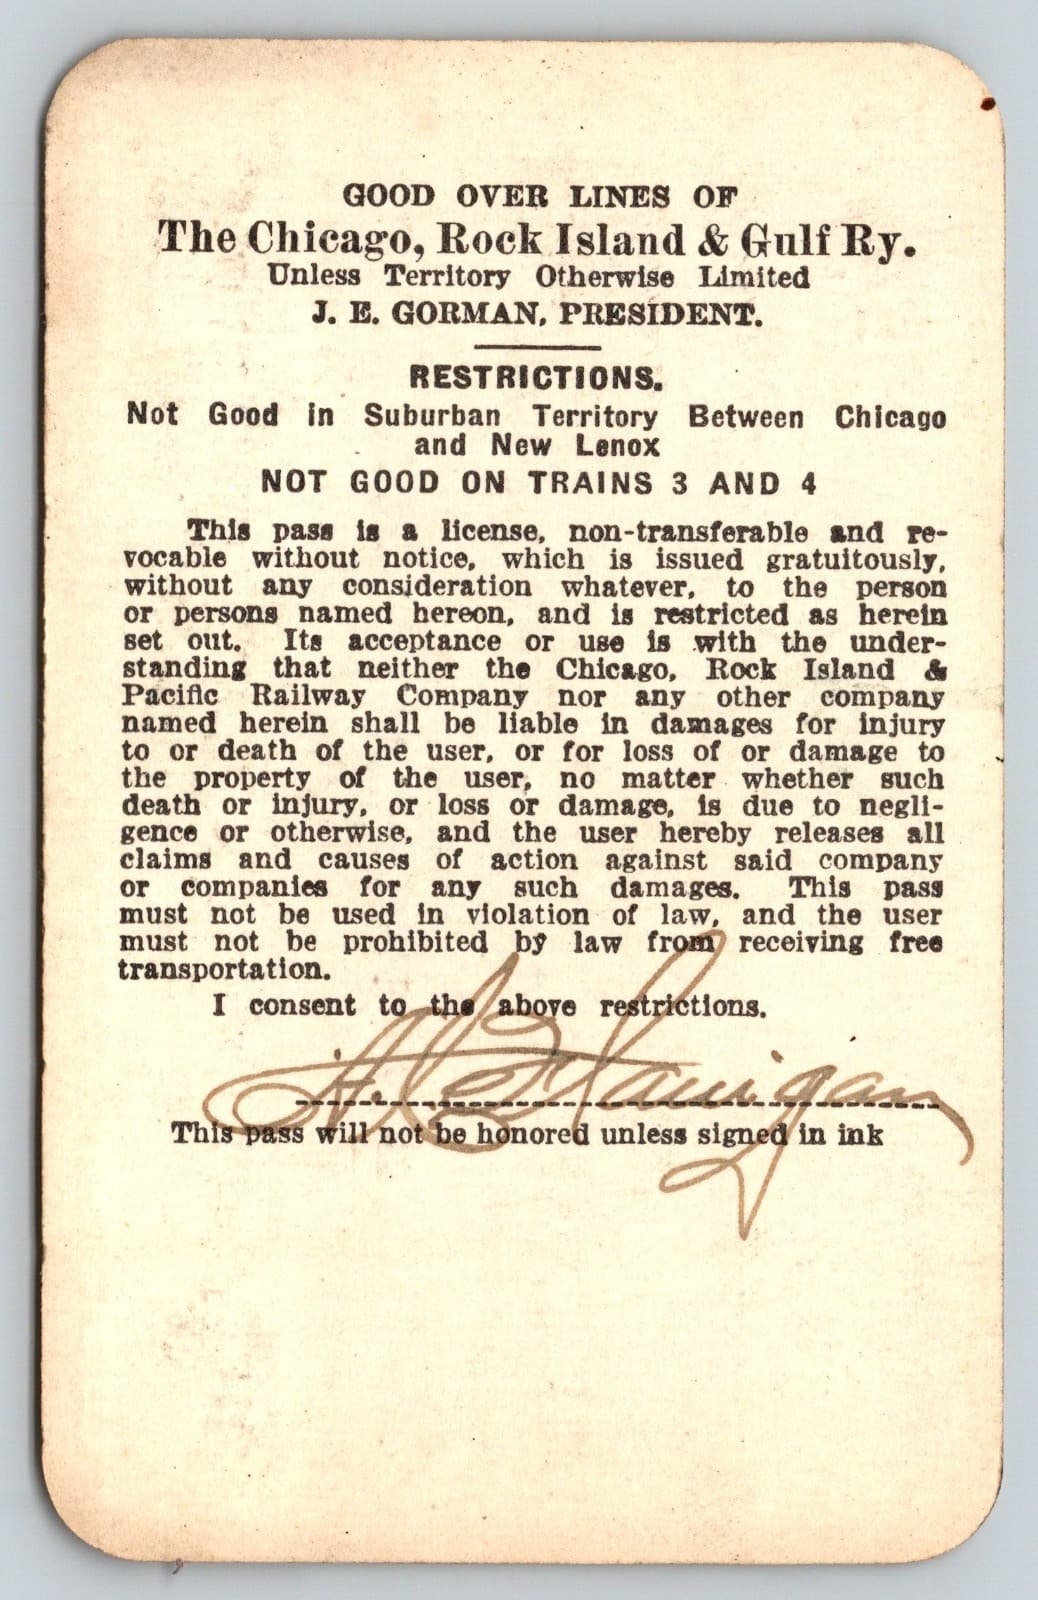 GOOD OVER LINES OF
The Chicago, Rock Island & Gulf Ry.
Unless Territory Otherwise Limited
J. E. GORMAN, PRESIDENT.
RESTRICTIONS.
Not Good in Suburban Territory Between Chicago
and New Lenox
NOT GOOD ON TRAINS 3 AND 4
This pass is a license, non-transferable and re-
vocable without notice, which is issued gratuitously,
without any consideration whatever, to the person
or persons named hereon, and is restricted as herein
set out. Its acceptance or use is with the under-
standing that neither the Chicago, Rock Island &
Pacific Railway Company nor any other company
named herein shall be liable in damages for injury
to or death of the user, or for loss of or damage to
the property of the user, no matter whether such
death or injury, or loss or damage, is due to negli-
gence or otherwise, and the user hereby releases all
claims and causes of action against said company
or companies for any such damages. This pass
must not be used in violation of law, and the user
must not be prohibited by law from receiving free
transportation.
I consent to the above restrictions.
Flanigan
This pass will not be honored unless signed in ink